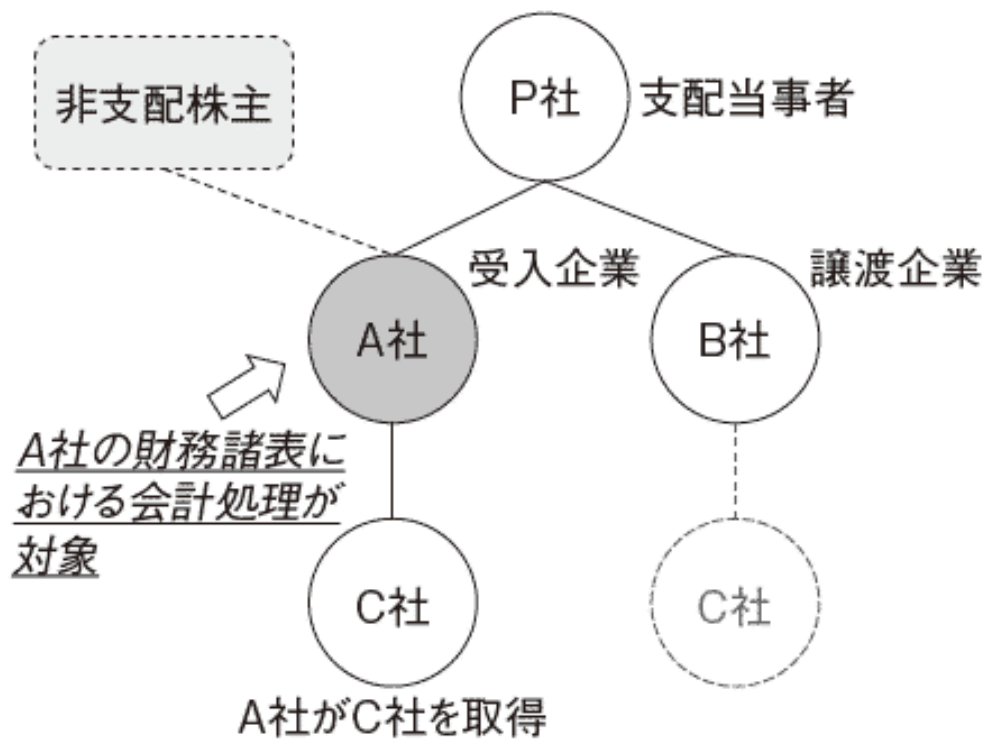 非支配株主
P社
支配当事者
受入企業
譲渡企業
A社
B社
A社の財務諸表に
おける会計処理が
対象
C社
C社
A社がC社を取得